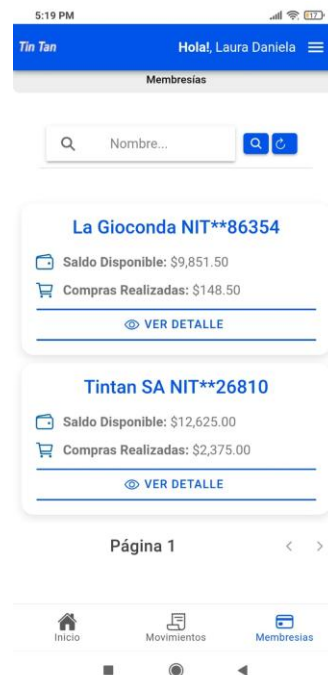 5:19 PM
17
Tin Tan
Hola!, Laura Daniela
Membresías
Nombre...
La Gioconda NIT**86354
Saldo Disponible: $9,851.50
Compras Realizadas: $148.50
VER DETALLE
Tintan SA NIT**26810
Saldo Disponible: $12,625.00
Compras Realizadas: $2,375.00
VER DETALLE
Página 1
Inicio
Movimientos
Membresias